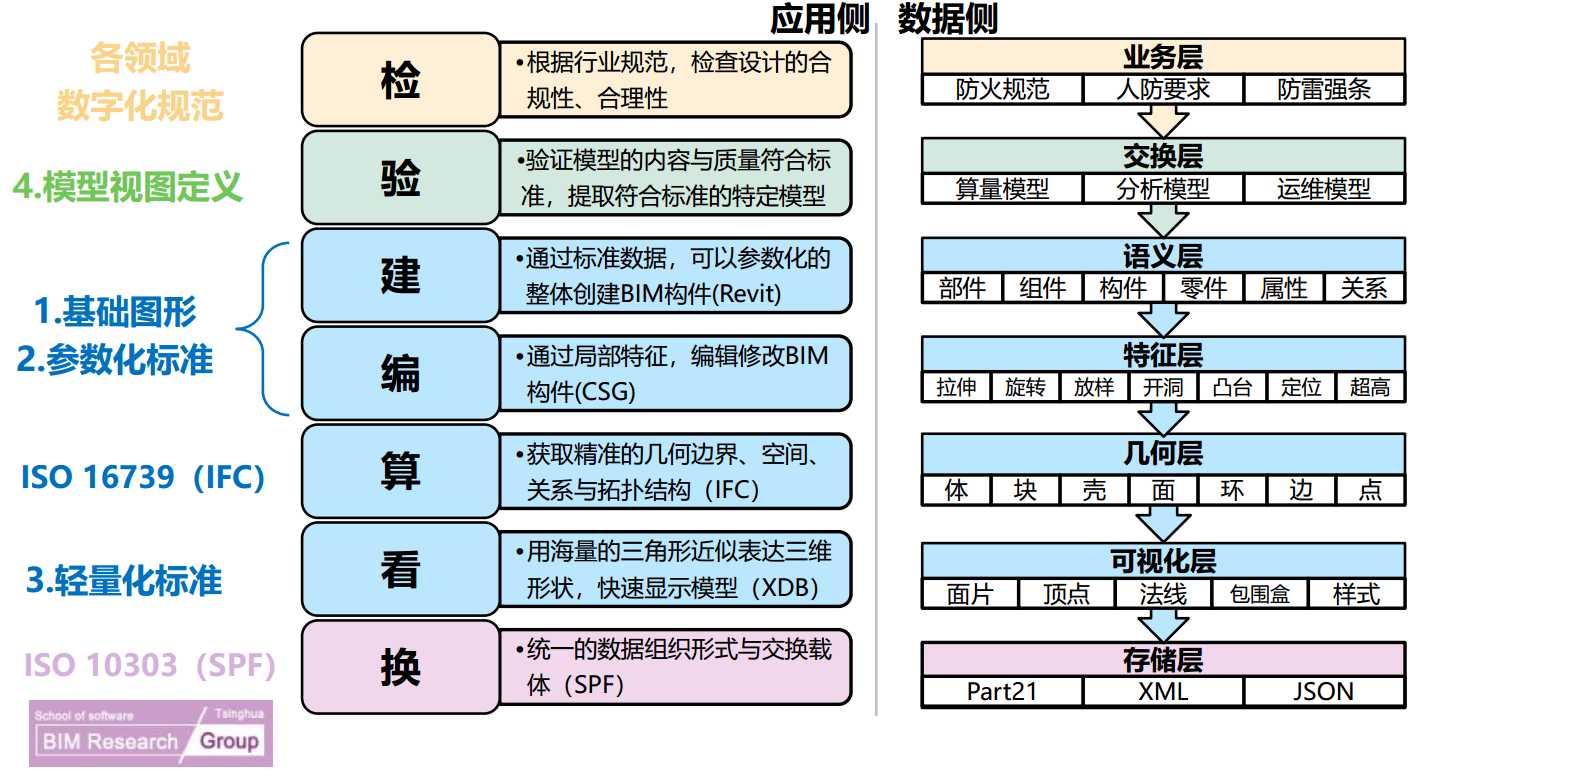 应用侧
数据侧
各领域
数字化规范
4.模型视图定义
1.基础图形
2.参数化标准
ISO 16739（IFC）
3.轻量化标准
ISO 10303（SPF）
School of software
Tsinghua
BIM Research
Group
检
•根据行业规范，检查设计的合
规性、合理性
验
•验证模型的内容与质量符合标
准，提取符合标准的特定模型
建
•通过标准数据，可以参数化的
整体创建BIM构件(Revit)
编
•通过局部特征，编辑修改BIM
构件(CSG)
算
•获取精准的几何边界、空间、
关系与拓扑结构（IFC）
看
•用海量的三角形近似表达三维
形状，快速显示模型（XDB）
换
•统一的数据组织形式与交换载
体（SPF）
业务层
防火规范 人防要求 防雷强条
交换层
算量模型 分析模型 运维模型
语义层
部件 组件 构件 零件 属性 关系
特征层
拉伸 旋转 放样 开洞 凸台 定位 超高
几何层
体 块 壳 面 环 边 点
可视化层
面片 顶点 法线 包围盒 样式
存储层
Part21 XML JSON